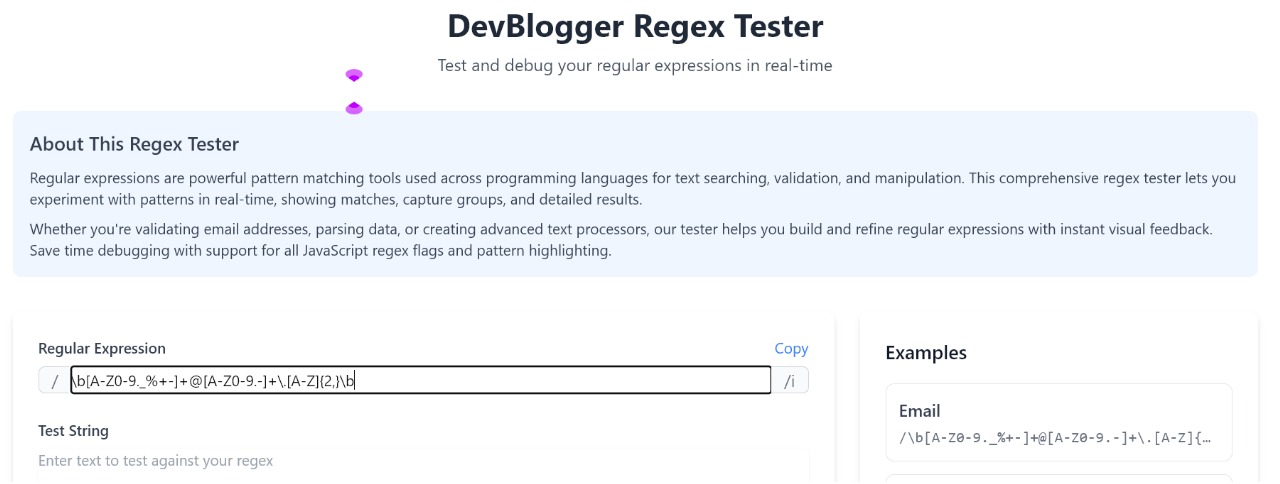 DevBlogger Regex Tester
Test and debug your regular expressions in real-time
About This Regex Tester
Regular expressions are powerful pattern matching tools used across programming languages for text searching, validation, and manipulation. This comprehensive regex tester lets you
experiment with patterns in real-time, showing matches, capture groups, and detailed results.
Whether you're validating email addresses, parsing data, or creating advanced text processors, our tester helps you build and refine regular expressions with instant visual feedback.
Save time debugging with support for all JavaScript regex flags and pattern highlighting.
Regular Expression
Copy
/ \b[A-Z0-9._%+-]+@[A-Z0-9.-]+\.[A-Z]{2,}\b /i
Test String
Enter text to test against your regex
Examples
Email
/\b[A-Z0-9._%+-]+@[A-Z0-9.-]+\.[A-Z]{…